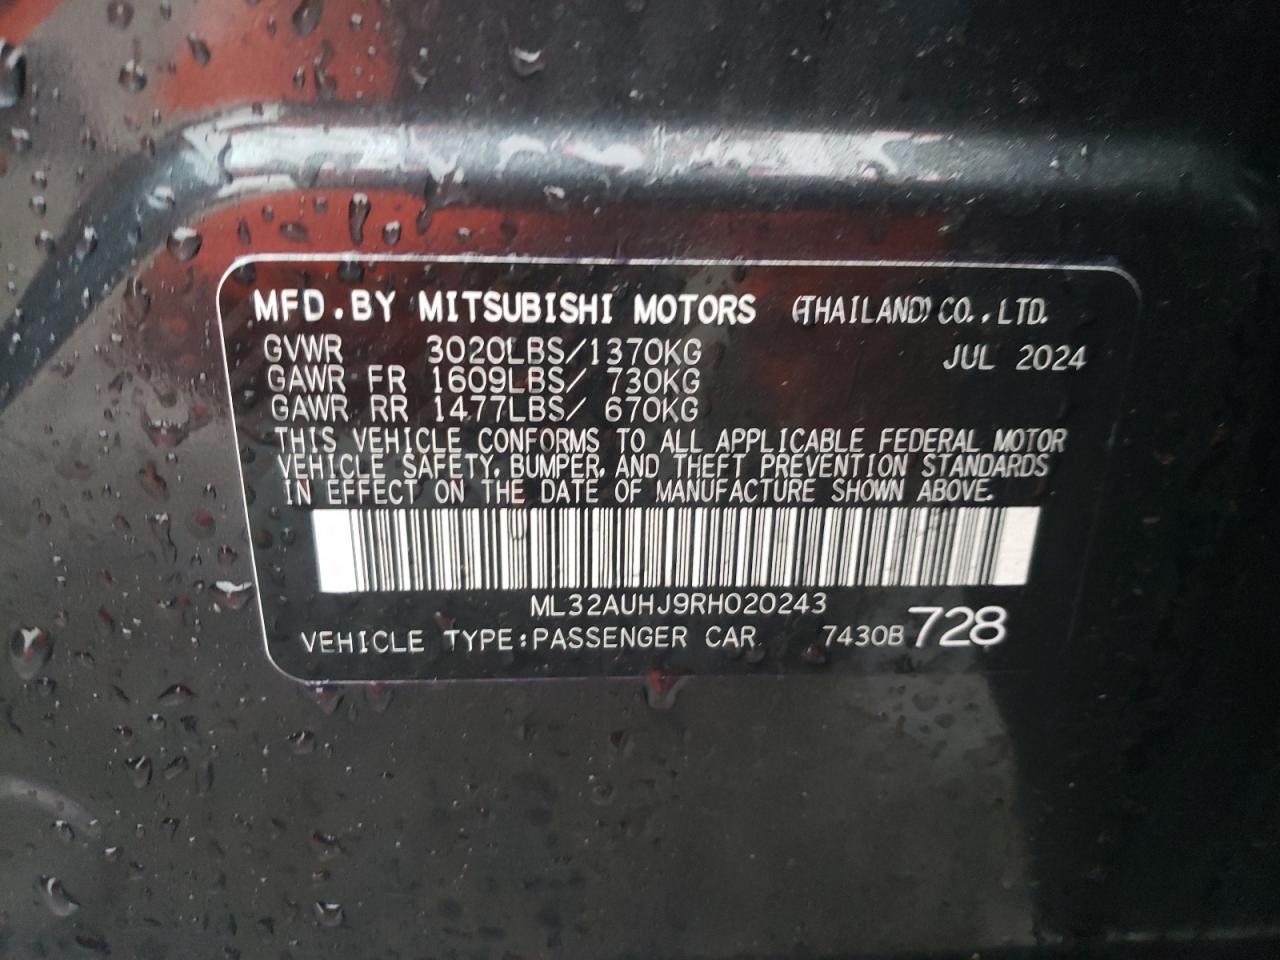 MFD.BY MITSUBISHI MOTORS (THAILAND) CO.,LTD.
GVWR 3020LBS/1370KG JUL 2024
GAWR FR 1609LBS/ 730KG
GAWR RR 1477LBS/ 670KG
THIS VEHICLE CONFORMS TO ALL APPLICABLE FEDERAL MOTOR
VEHICLE SAFETY, BUMPER, AND THEFT PREVENTION STANDARDS
IN EFFECT ON THE DATE OF MANUFACTURE SHOWN ABOVE.
ML32AUHJ9RH020243
VEHICLE TYPE:PASSENGER CAR 7430B 728